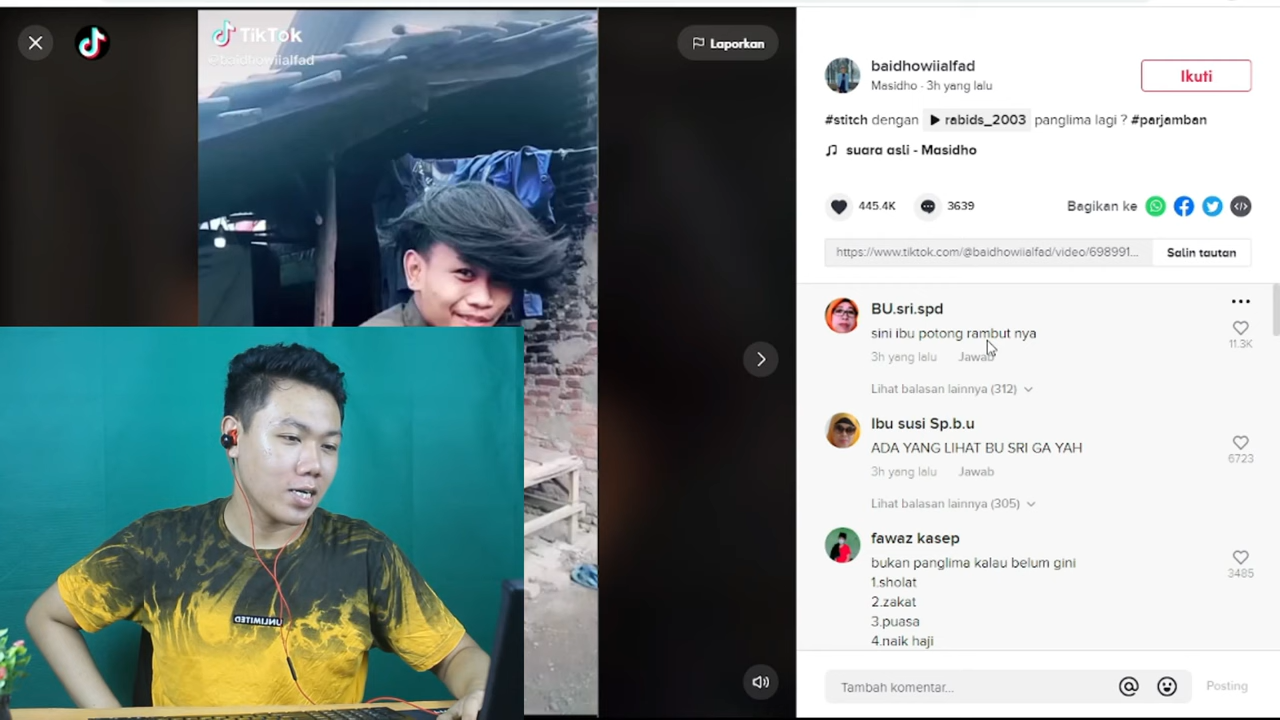 TikTok
@baidhowiialfad
Laporkan
baidhowiialfad
Masidho · 3h yang lalu
Ikuti
#stitch dengan ▶ rabids_2003 panglima lagi ? #parjamban
suara asli - Masidho
445.4K
3639
Bagikan ke
https://www.tiktok.com/@baidhowiialfad/video/698991...
Salin tautan
BU.sri.spd
sini ibu potong rambut nya
3h yang lalu Jawab
11.3K
Lihat balasan lainnya (312)
Ibu susi Sp.b.u
ADA YANG LIHAT BU SRI GA YAH
3h yang lalu Jawab
6723
Lihat balasan lainnya (305)
fawaz kasep
bukan panglima kalau belum gini
1.sholat
2.zakat
3.puasa
4.naik haji
3485
Tambah komentar...
Posting
UNLIMITED